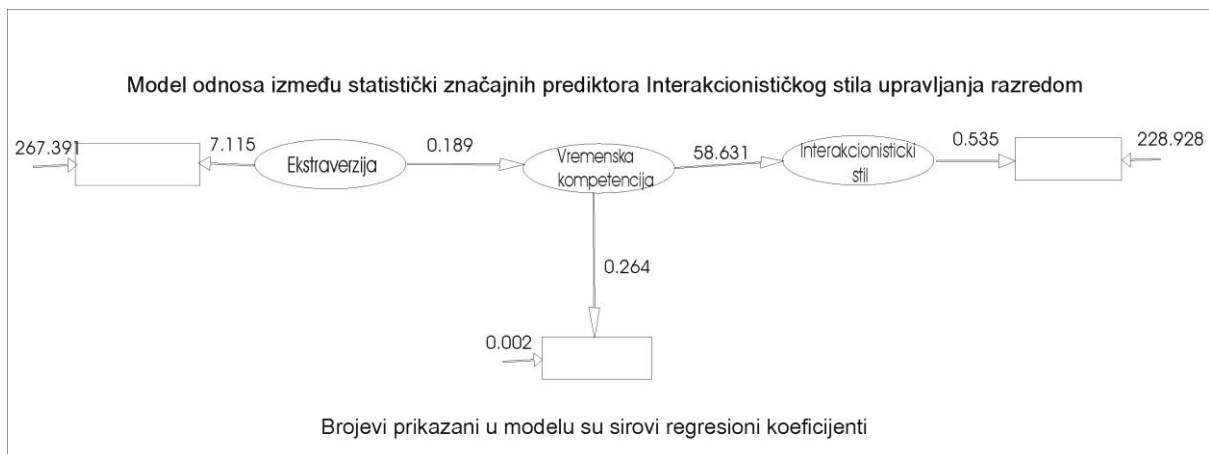 Model odnosa između statistički značajnih prediktora Interakcionističkog stila upravljanja razredom
267.391
7.115
Ekstraverzija
0.189
Vremenska
kompetencija
58.631
Interakcionisticki
stil
0.535
228.928
0.264
0.002
Brojevi prikazani u modelu su sirovi regresioni koeficijenti